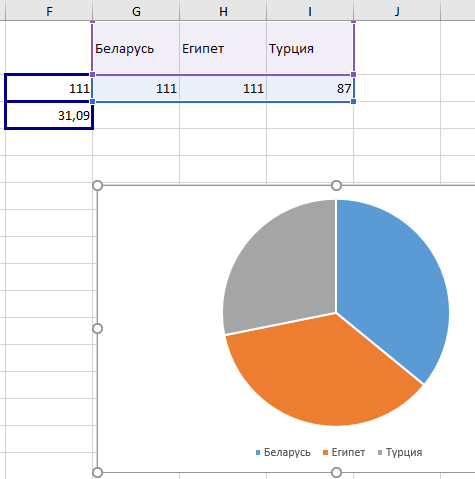 F G H I J
Беларусь Египет Турция
111 111 111 87
31,09
Беларусь Египет Турция